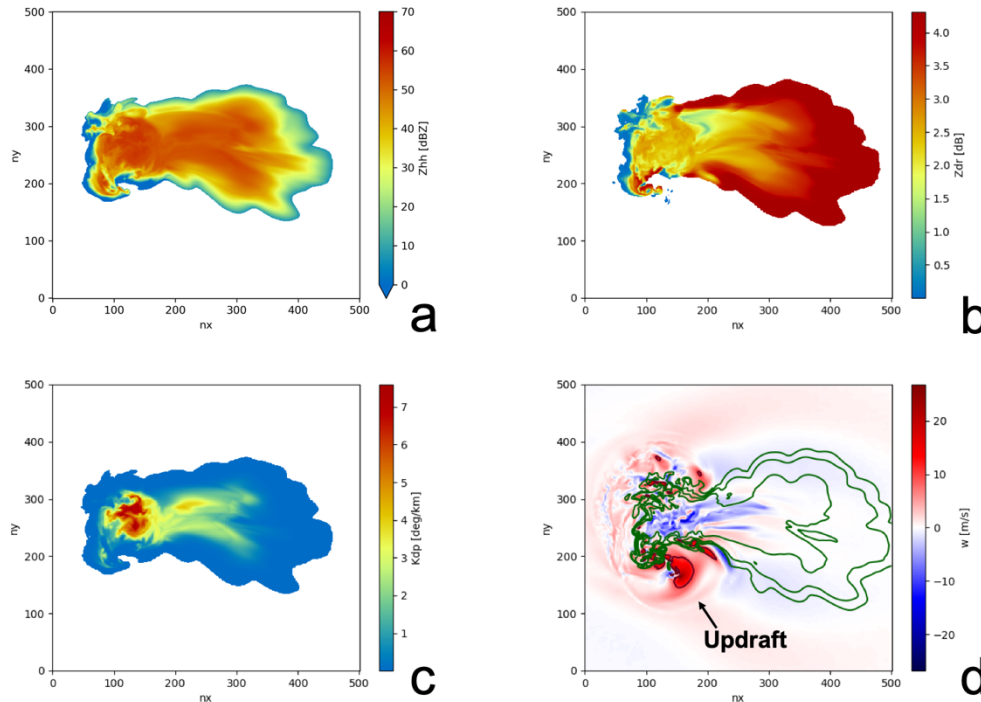 500
400
300
200
100
0
ny
0 100 200 300 400 500
nx
70
60
50
40
30
20
10
0
Zhh [dBZ]
a
500
400
300
200
100
0
ny
0 100 200 300 400 500
nx
4.0
3.5
3.0
2.5
2.0
1.5
1.0
0.5
Zdr [dB]
b
500
400
300
200
100
0
ny
0 100 200 300 400 500
nx
7
6
5
4
3
2
1
Kdp [deg/km]
c
500
400
300
200
100
0
ny
0 100 200 300 400 500
nx
Updraft
20
10
0
−10
−20
w [m/s]
d